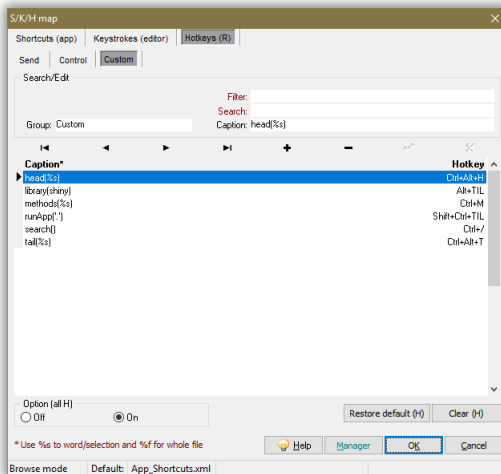 S/K/H map
Shortcuts (app) Keystrokes (editor) Hotkeys (R)
Send Control Custom
Search/Edit
Filter:
Search:
Group: Custom Caption: head(%s)
Caption* Hotkey
head(%s) Ctrl+Alt+H
library(shiny) Alt+TIL
methods(%s) Ctrl+M
runApp('.') Shift+Ctrl+TIL
search() Ctrl+/
tail(%s) Ctrl+Alt+T
Option (all H)
Off On
Restore default (H) Clear (H)
* Use %s to word/selection and %f for whole file
Help Manager OK Cancel
Browse mode Default: App_Shortcuts.xml